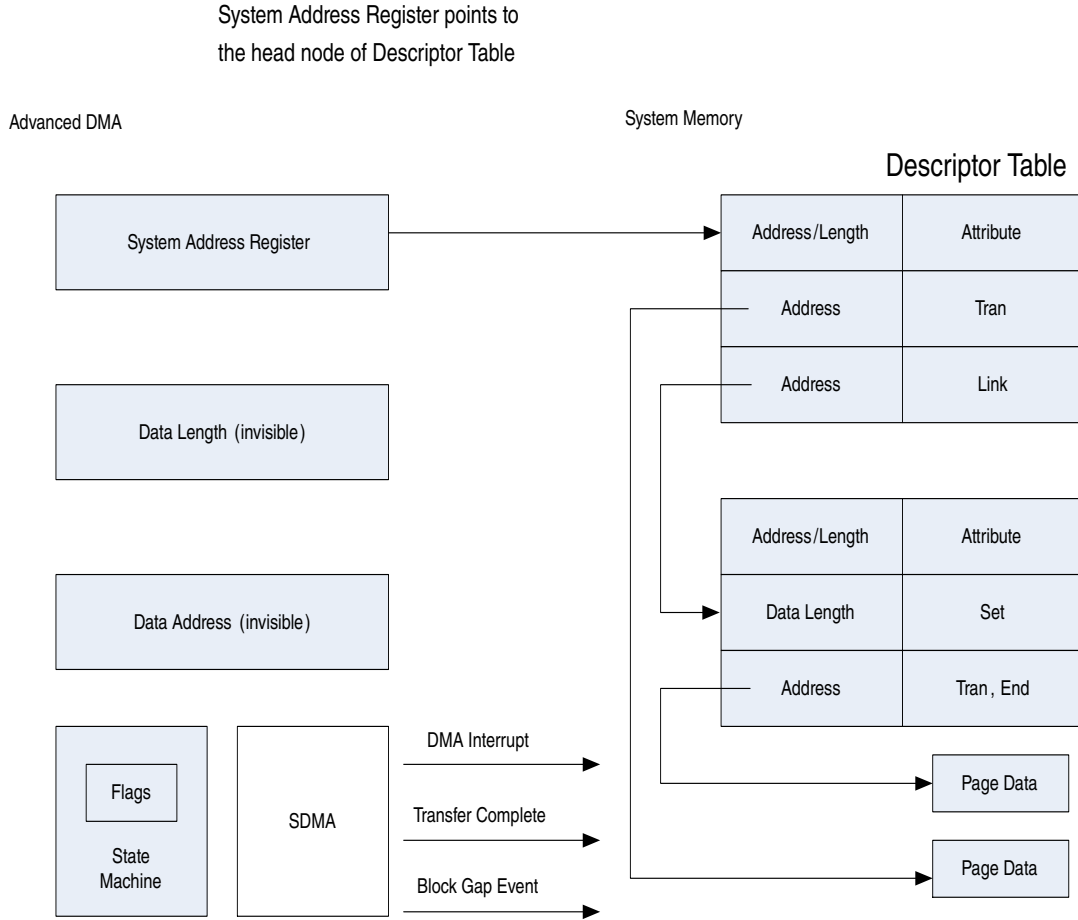 System Address Register points to
the head node of Descriptor Table
Advanced DMA
System Memory
Descriptor Table
System Address Register
Address/Length
Attribute
Address
Tran
Address
Link
Data Length (invisible)
Address/Length
Attribute
Data Length
Set
Address
Tran, End
Data Address (invisible)
Flags
State
Machine
SDMA
DMA Interrupt
Transfer Complete
Block Gap Event
Page Data
Page Data